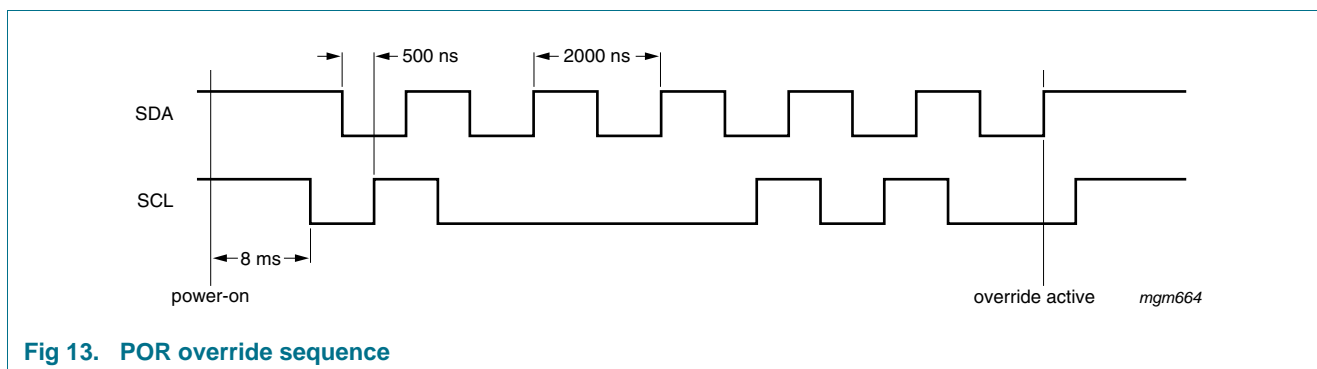 500 ns
2000 ns
SDA
SCL
8 ms
power-on
override active
mgm664
Fig 13. POR override sequence